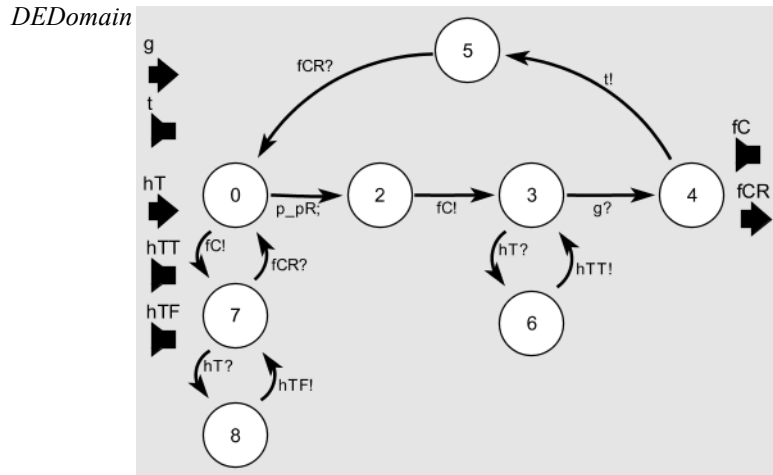 DEDomain
g
5
fCR?
t!
t
fC
hT
fCR
0
2
3
4
p_pR;
fC!
g?
hTT
fC!
fCR?
hT?
hTT!
hTF
7
6
hT?
hTF!
8